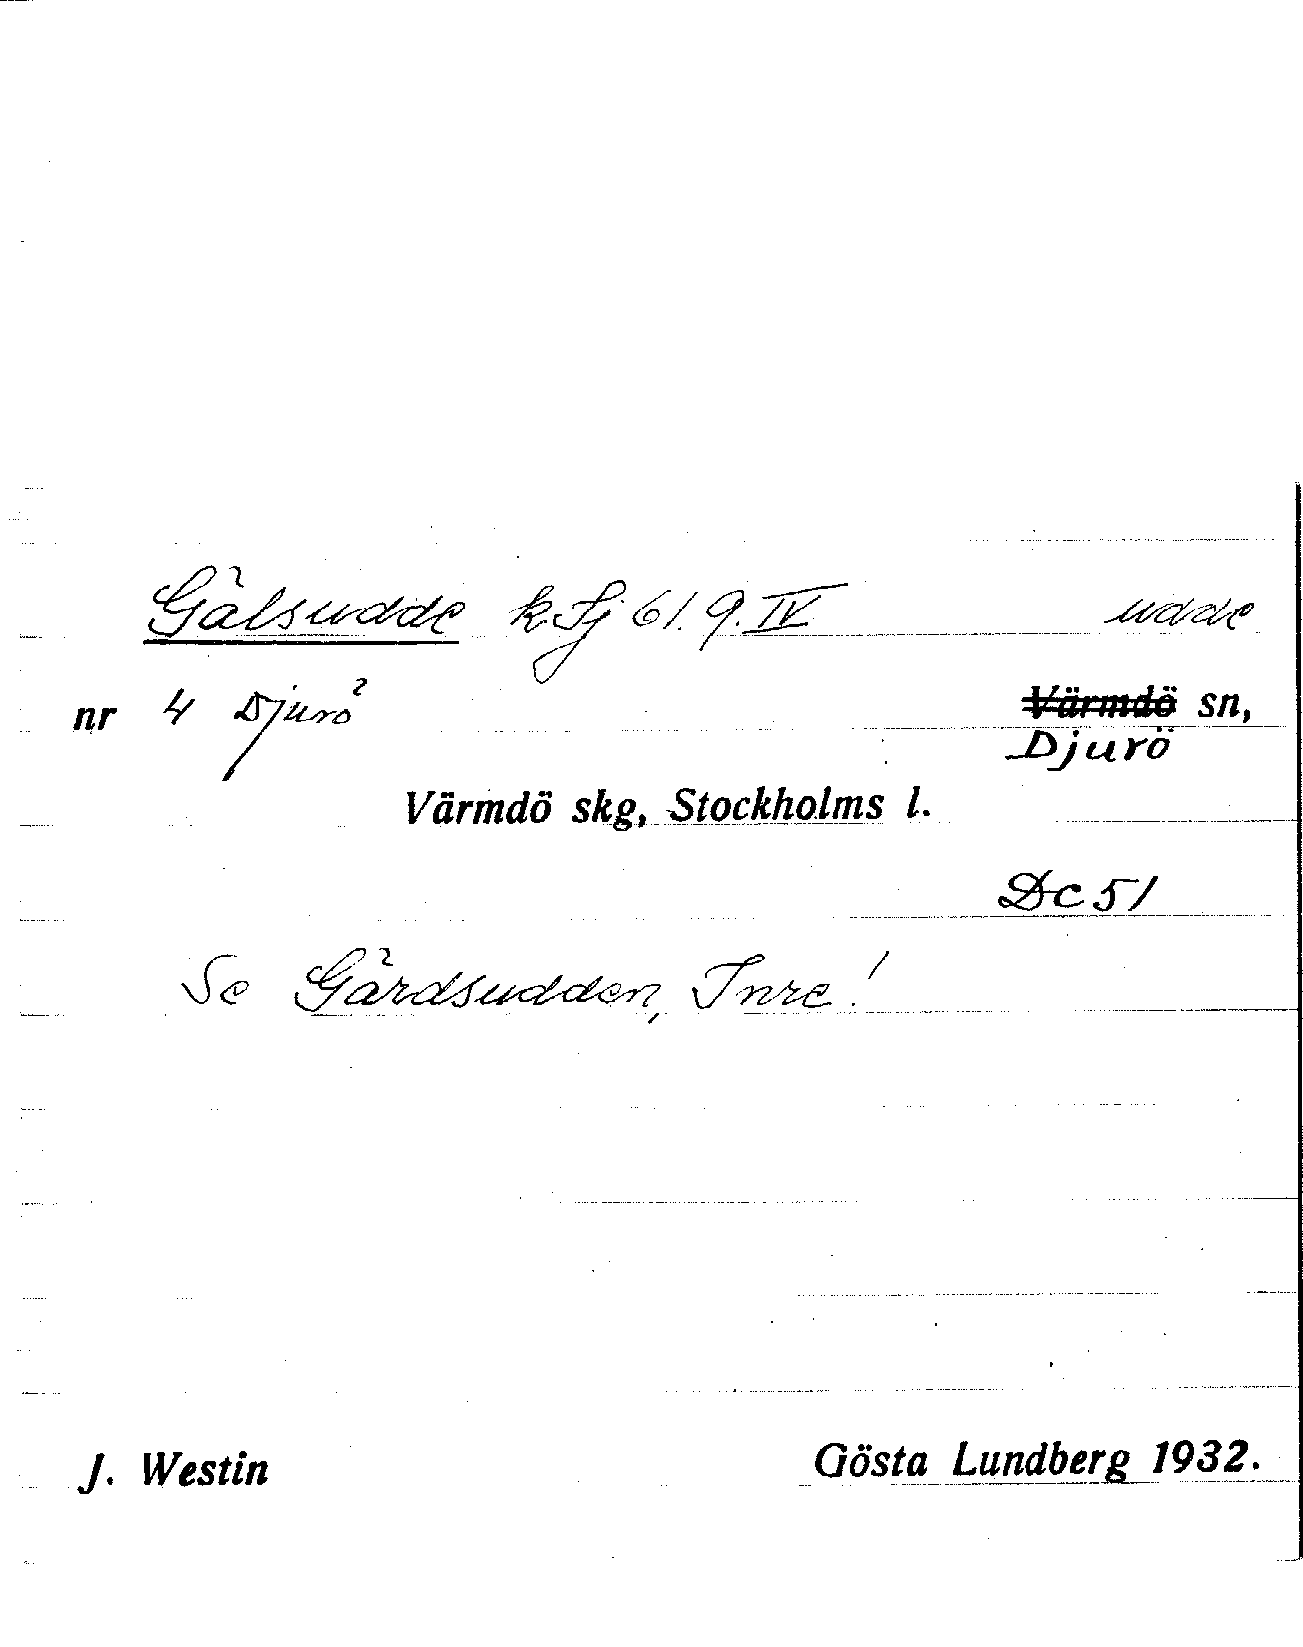 Gålsudde k Sj 61. 9. IV udde
nr 4 Djurö Värmdö sn,
Djurö
Värmdö skg, Stockholms l.
Dc 51
Se Gårdsudden, Inre!
J. Westin Gösta Lundberg 1932.